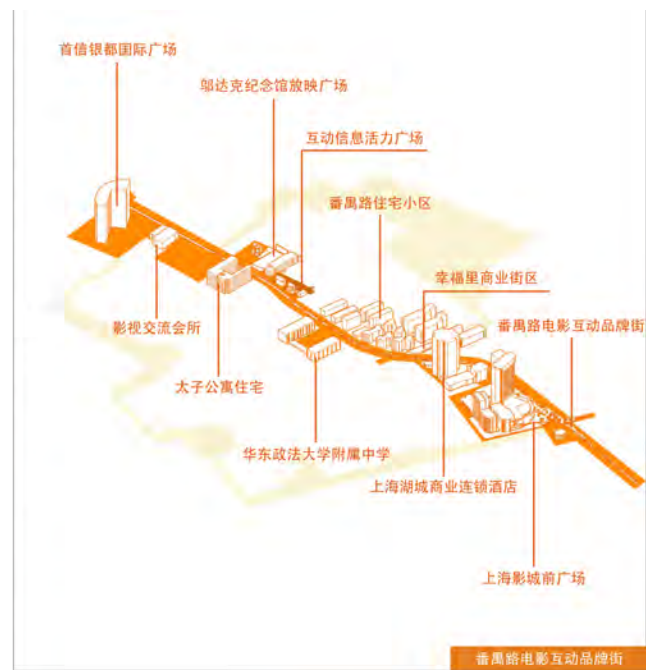 首信银都国际广场
邬达克纪念馆放映广场
互动信息活力广场
番禺路住宅小区
幸福里商业街区
番禺路电影互动品牌街
影视交流会所
太子公寓住宅
华东政法大学附属中学
上海湖城商业连锁酒店
上海影城前广场
番禺路电影互动品牌街